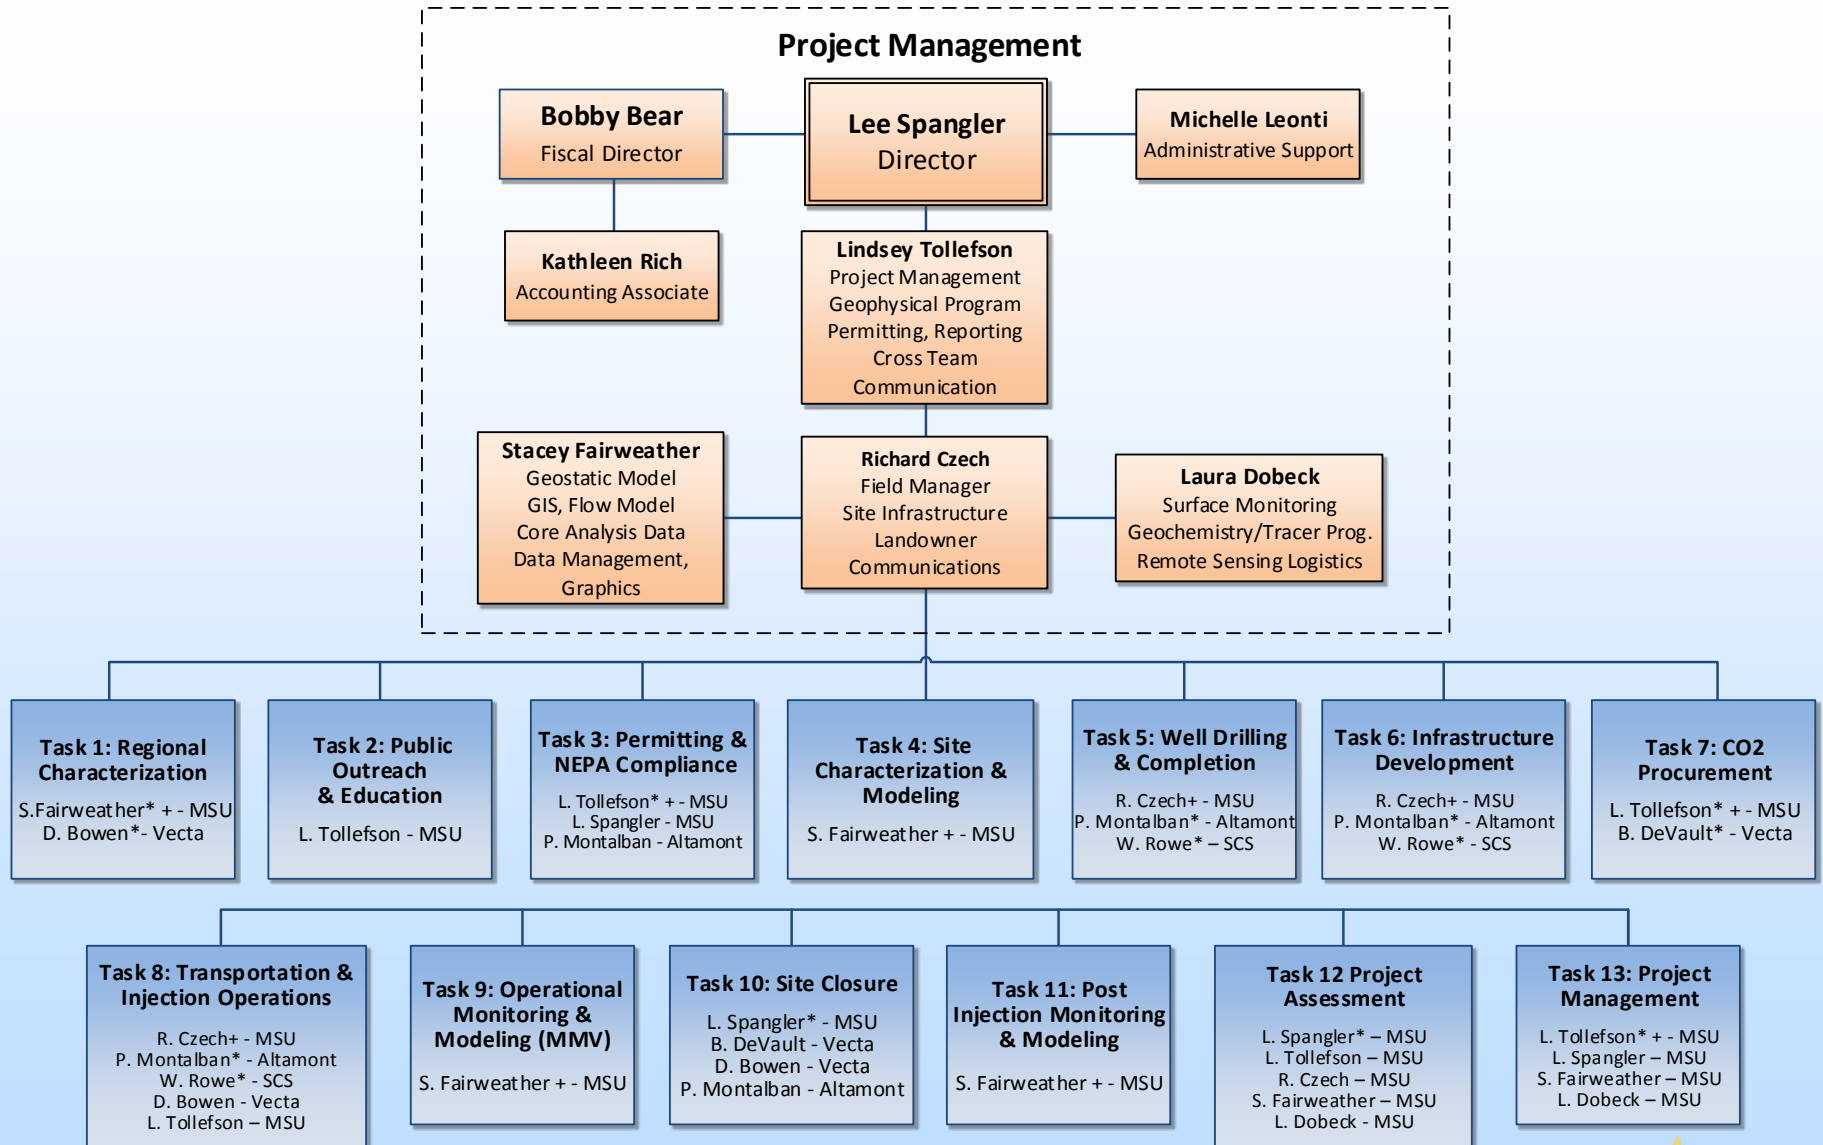 Project Management
Bobby Bear
Fiscal Director
Lee Spangler
Director
Michelle Leonti
Administrative Support
Kathleen Rich
Accounting Associate
Lindsey Tollefson
Project Management
Geophysical Program
Permitting, Reporting
Cross Team
Communication
Stacey Fairweather
Geostatic Model
GIS, Flow Model
Core Analysis Data
Data Management,
Graphics
Richard Czech
Field Manager
Site Infrastructure
Landowner
Communications
Laura Dobeck
Surface Monitoring
Geochemistry/Tracer Prog.
Remote Sensing Logistics
Task 1: Regional
Characterization
S.Fairweather* + - MSU
D. Bowen*- Vecta
Task 2: Public
Outreach
& Education
L. Tollefson - MSU
Task 3: Permitting &
NEPA Compliance
L. Tollefson* + - MSU
L. Spangler - MSU
P. Montalban - Altamont
Task 4: Site
Characterization &
Modeling
S. Fairweather + - MSU
Task 5: Well Drilling
& Completion
R. Czech+ - MSU
P. Montalban* - Altamont
W. Rowe* – SCS
Task 6: Infrastructure
Development
R. Czech+ - MSU
P. Montalban* - Altamont
W. Rowe* - SCS
Task 7: CO2
Procurement
L. Tollefson* + - MSU
B. DeVault* - Vecta
Task 8: Transportation &
Injection Operations
R. Czech+ - MSU
P. Montalban* - Altamont
W. Rowe* - SCS
D. Bowen - Vecta
L. Tollefson – MSU
Task 9: Operational
Monitoring &
Modeling (MMV)
S. Fairweather + - MSU
Task 10: Site Closure
L. Spangler* - MSU
B. DeVault - Vecta
D. Bowen - Vecta
P. Montalban - Altamont
Task 11: Post
Injection Monitoring
& Modeling
S. Fairweather + - MSU
Task 12 Project
Assessment
L. Spangler* – MSU
L. Tollefson – MSU
R. Czech – MSU
S. Fairweather – MSU
L. Dobeck - MSU
Task 13: Project
Management
L. Tollefson* + - MSU
L. Spangler – MSU
S. Fairweather – MSU
L. Dobeck – MSU